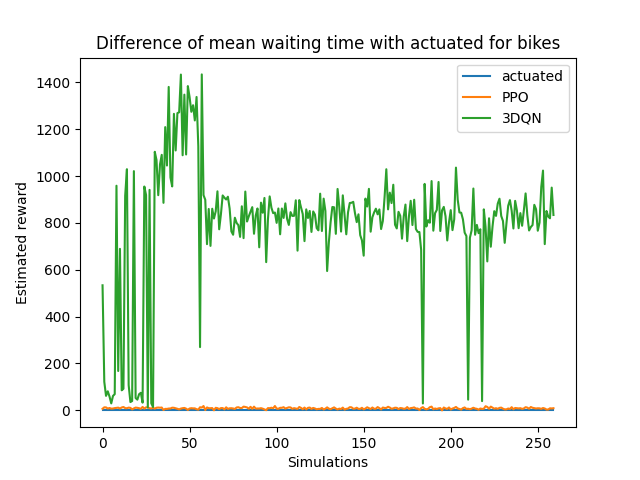 Difference of mean waiting time with actuated for bikes
actuated
PPO
3DQN
1400
1200
1000
800
600
400
200
0
Estimated reward
0 50 100 150 200 250
Simulations